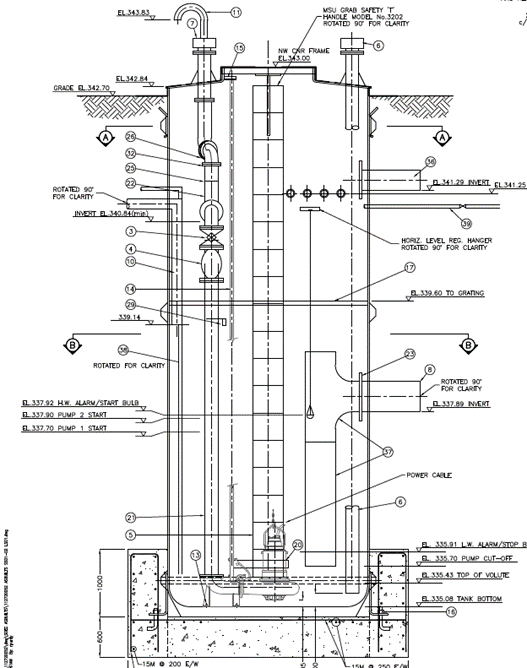 EL.343.83
11
MSU GRAB SAFETY 'T'
HANDLE MODEL No.3202
ROTATED 90° FOR CLARITY
c/
7
6
15
NW CNR FRAME
EL.343.00
EL.342.84
GRADE EL.342.70
A
A
26
32
25
22
38
EL.341.29 INVERT
EL.341.25
ROTATED 90°
FOR CLARITY
INVERT EL.340.84(min)
39
3
HORIZ. LEVEL REG. HANGER
ROTATED 90° FOR CLARITY
4
10
17
14
EL.339.60 TO GRATING
29
339.14
B
B
38
23
ROTATED FOR CLARITY
8
ROTATED 90°
FOR CLARITY
EL.337.92 H.W. ALARM/START BULB
EL.337.90 PUMP 2 START
EL.337.89 INVERT
EL.337.70 PUMP 1 START
37
POWER CABLE
21
6
5
20
EL. 335.91 L.W. ALARM/STOP B
EL. 335.70 PUMP CUT-OFF
13
EL.335.43 TOP OF VOLUTE
1000
EL. 335.08 TANK BOTTOM
16
600
15M @ 200 E/W
15M @ 250 E/W